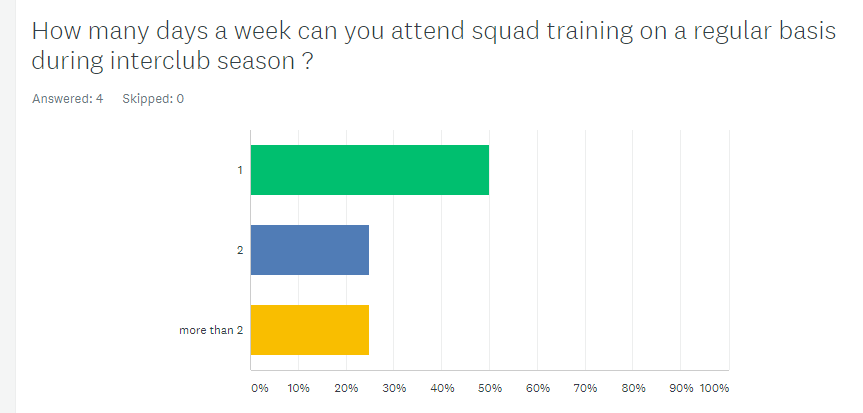 How many days a week can you attend squad training on a regular basis
during interclub season ?
Answered: 4 Skipped: 0
1
2
more than 2
0% 10% 20% 30% 40% 50% 60% 70% 80% 90% 100%